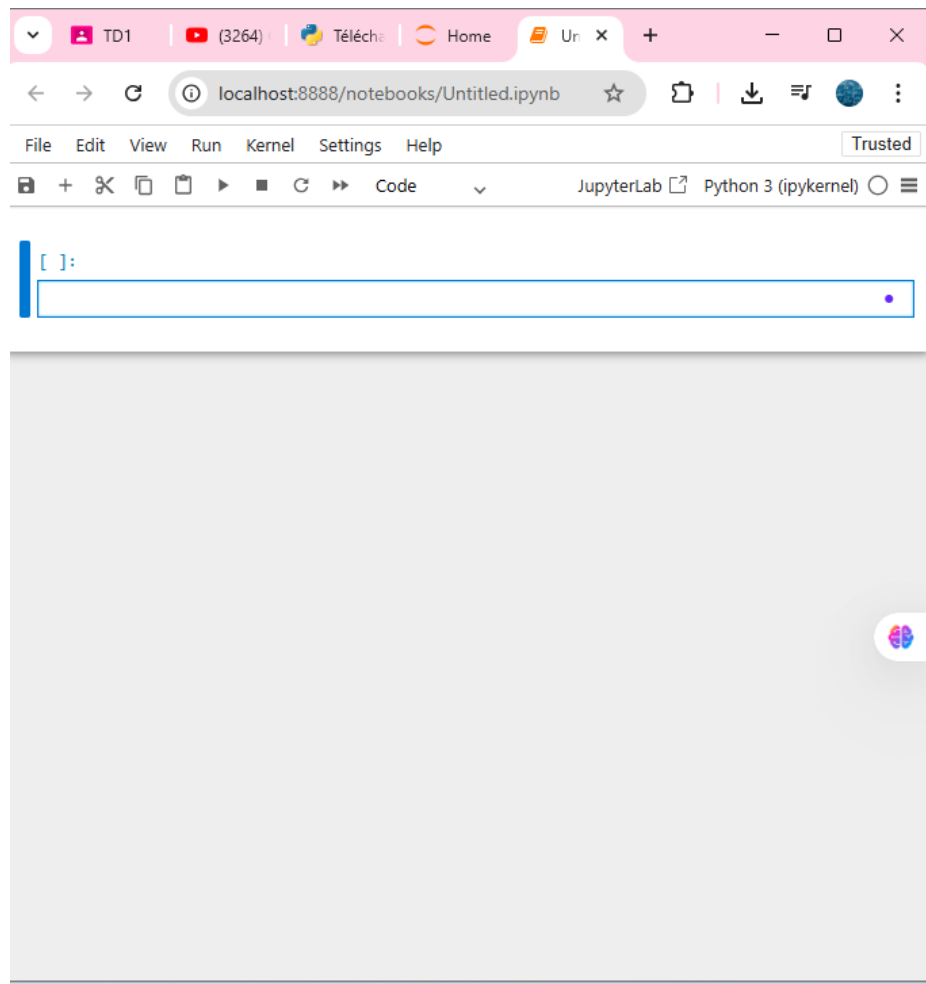 TD1 (3264) Télécha Home Un
localhost:8888/notebooks/Untitled.ipynb
File Edit View Run Kernel Settings Help Trusted
Code JupyterLab Python 3 (ipykernel)
[ ]: